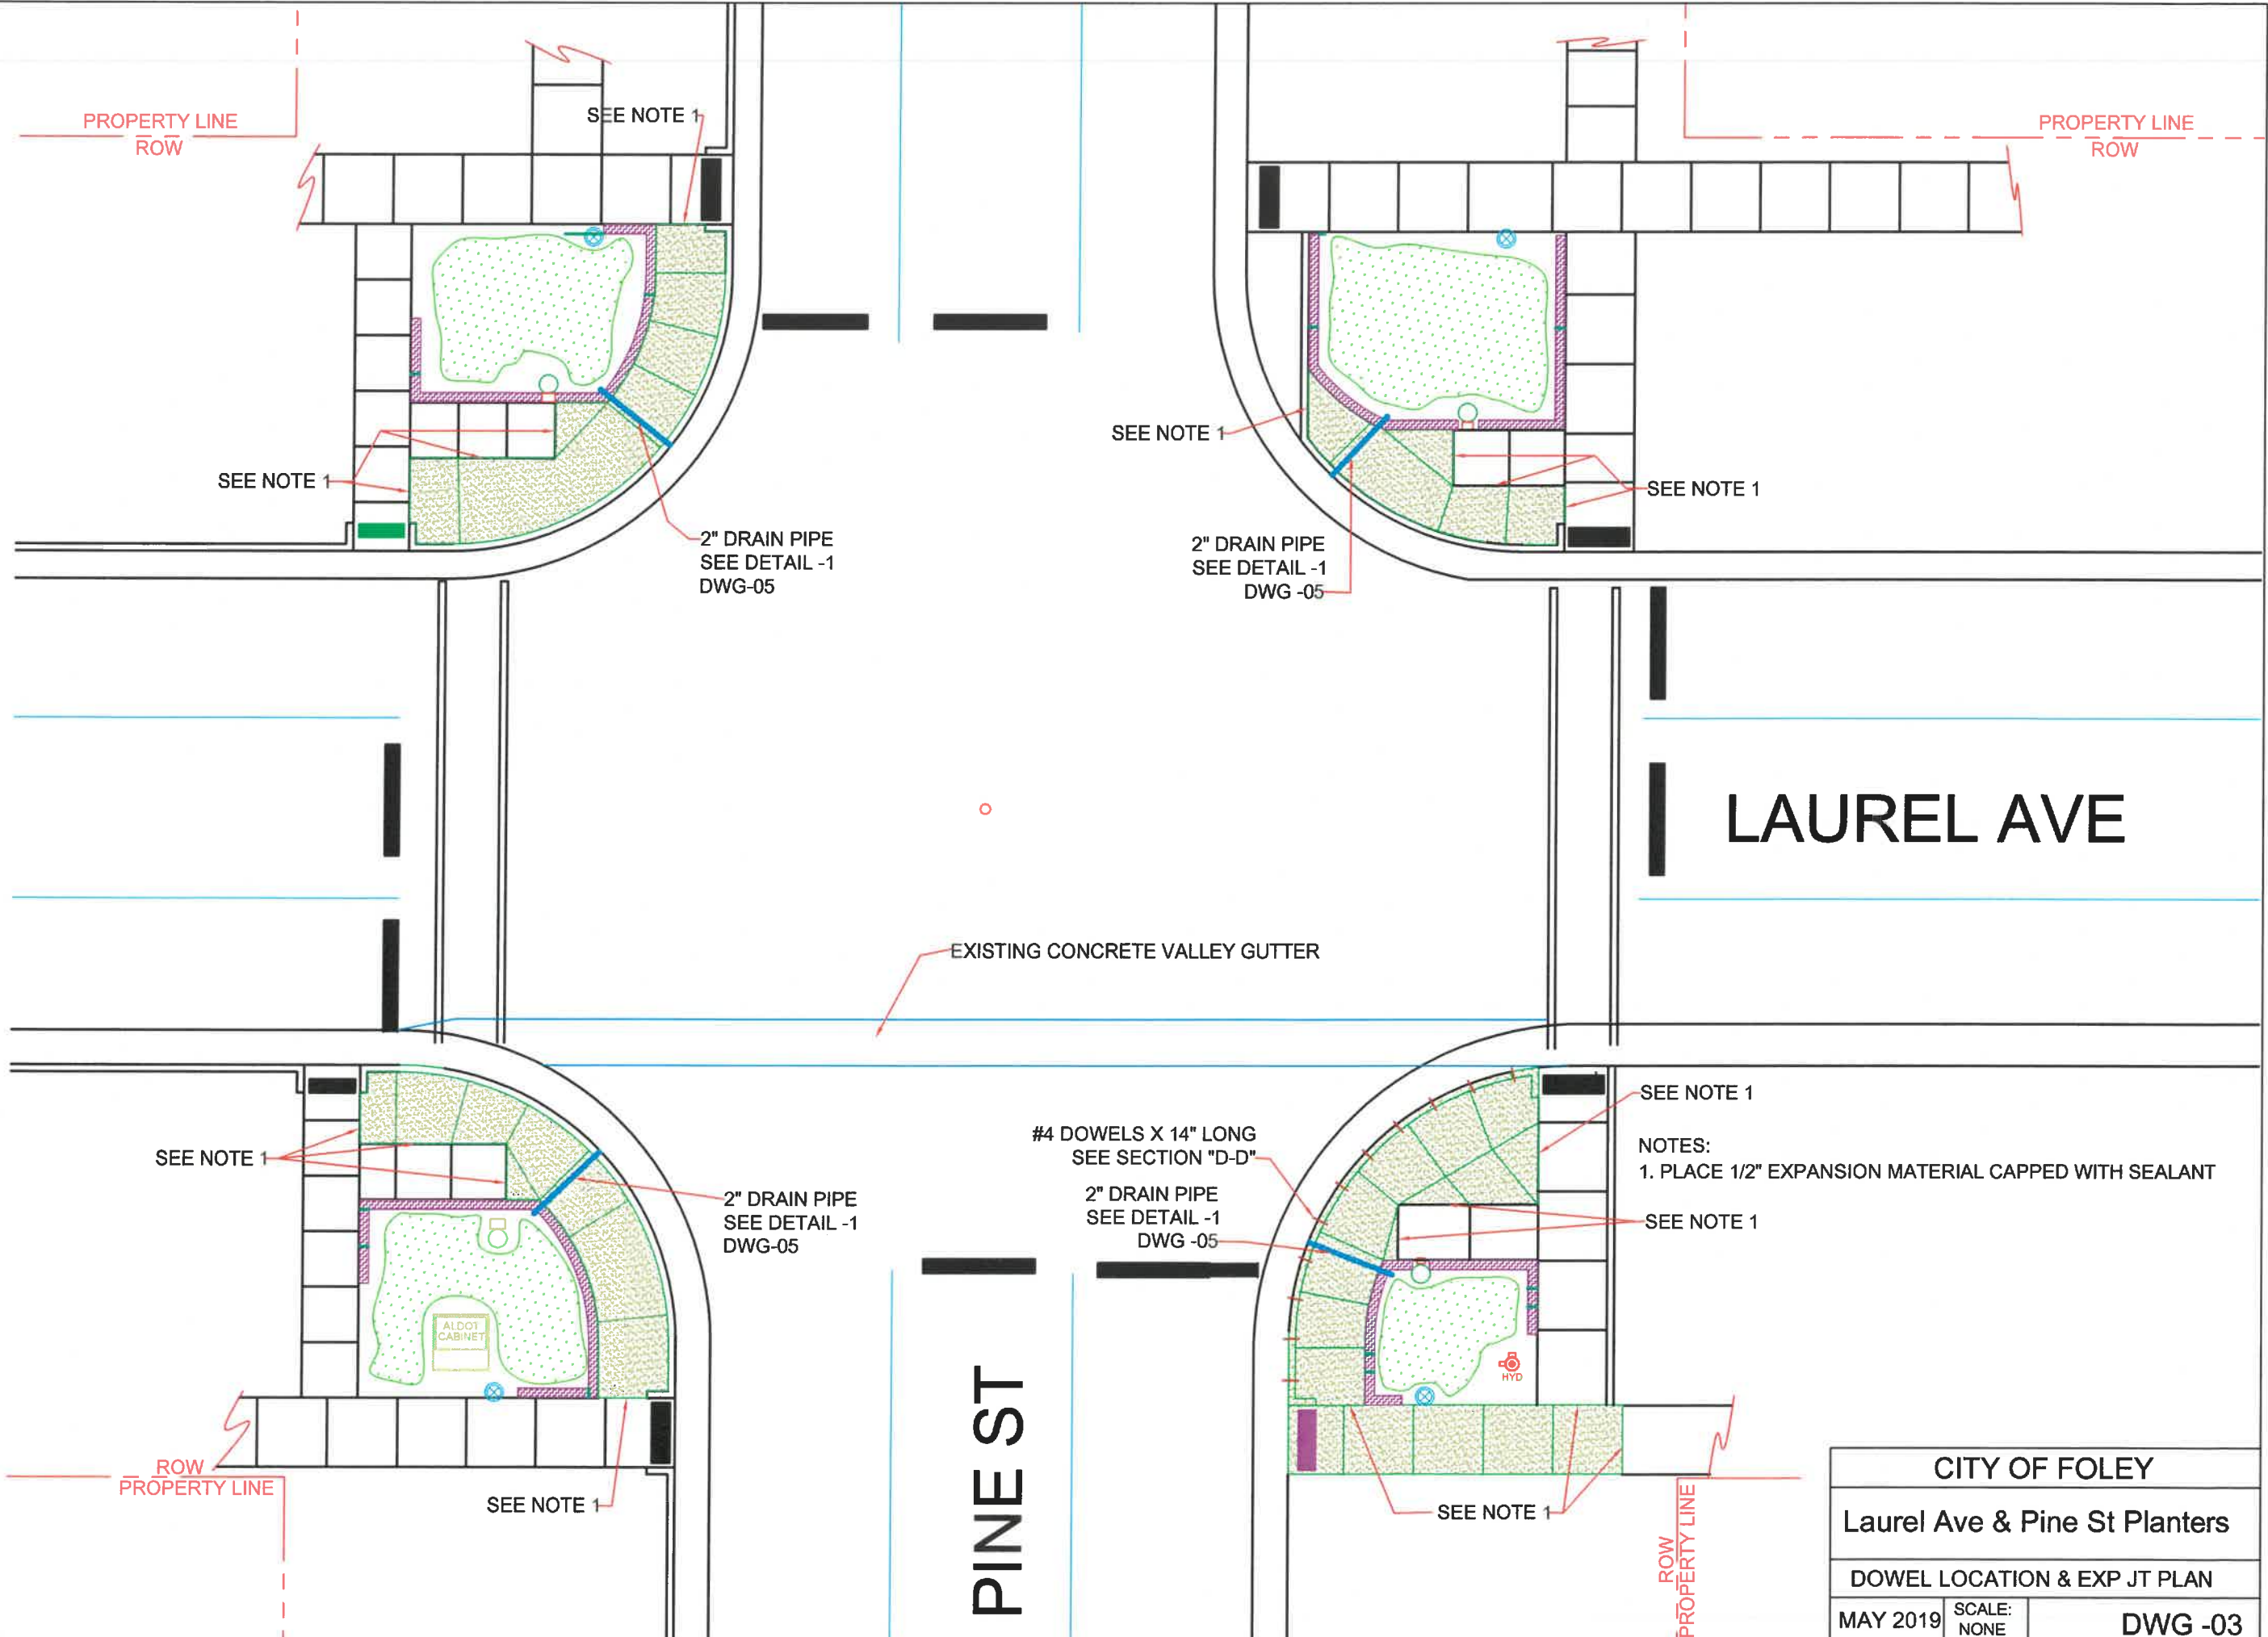 PROPERTY LINE
ROW
SEE NOTE 1
PROPERTY LINE
ROW
SEE NOTE 1
2" DRAIN PIPE
SEE DETAIL -1
DWG-05
SEE NOTE 1
SEE NOTE 1
2" DRAIN PIPE
SEE DETAIL -1
DWG -05
LAUREL AVE
EXISTING CONCRETE VALLEY GUTTER
SEE NOTE 1
2" DRAIN PIPE
SEE DETAIL -1
DWG-05
ALDOT
CABINET
ROW
PROPERTY LINE
SEE NOTE 1
PINE ST
#4 DOWELS X 14" LONG
SEE SECTION "D-D"
2" DRAIN PIPE
SEE DETAIL -1
DWG -05
SEE NOTE 1
NOTES:
1. PLACE 1/2" EXPANSION MATERIAL CAPPED WITH SEALANT
SEE NOTE 1
HYD
SEE NOTE 1
ROW
PROPERTY LINE
CITY OF FOLEY
Laurel Ave & Pine St Planters
DOWEL LOCATION & EXP JT PLAN
MAY 2019
SCALE:
NONE
DWG -03